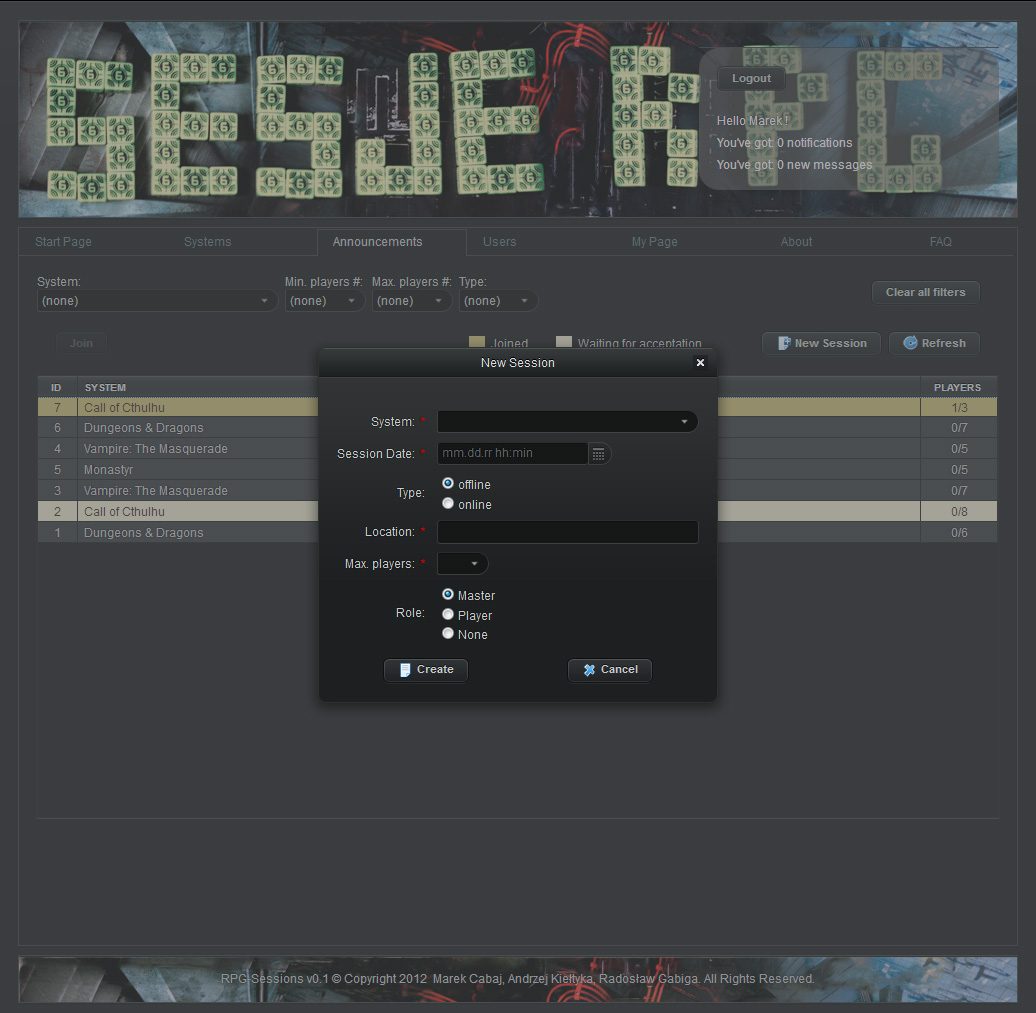 SESJE RPG
Logout
Hello Marek !
You've got: 0 notifications
You've got: 0 new messages
Start Page Systems Announcements Users My Page About FAQ
System: Min. players #: Max. players #: Type:
(none) (none) (none) (none) Clear all filters
Join Joined Waiting for acceptation New Session Refresh
New Session
ID SYSTEM PLAYERS
7 Call of Cthulhu 1/3
6 Dungeons & Dragons 0/7
4 Vampire: The Masquerade 0/5
5 Monastyr 0/5
3 Vampire: The Masquerade 0/7
2 Call of Cthulhu 0/8
1 Dungeons & Dragons 0/6
System: *
Session Date: * mm.dd.rr hh:min
Type: offline
online
Location: *
Max. players: *
Role: Master
Player
None
Create Cancel
RPG-Sessions v0.1 © Copyright 2012 Marek Cabaj, Andrzej Kiełtyka, Radosław Gabiga. All Rights Reserved.